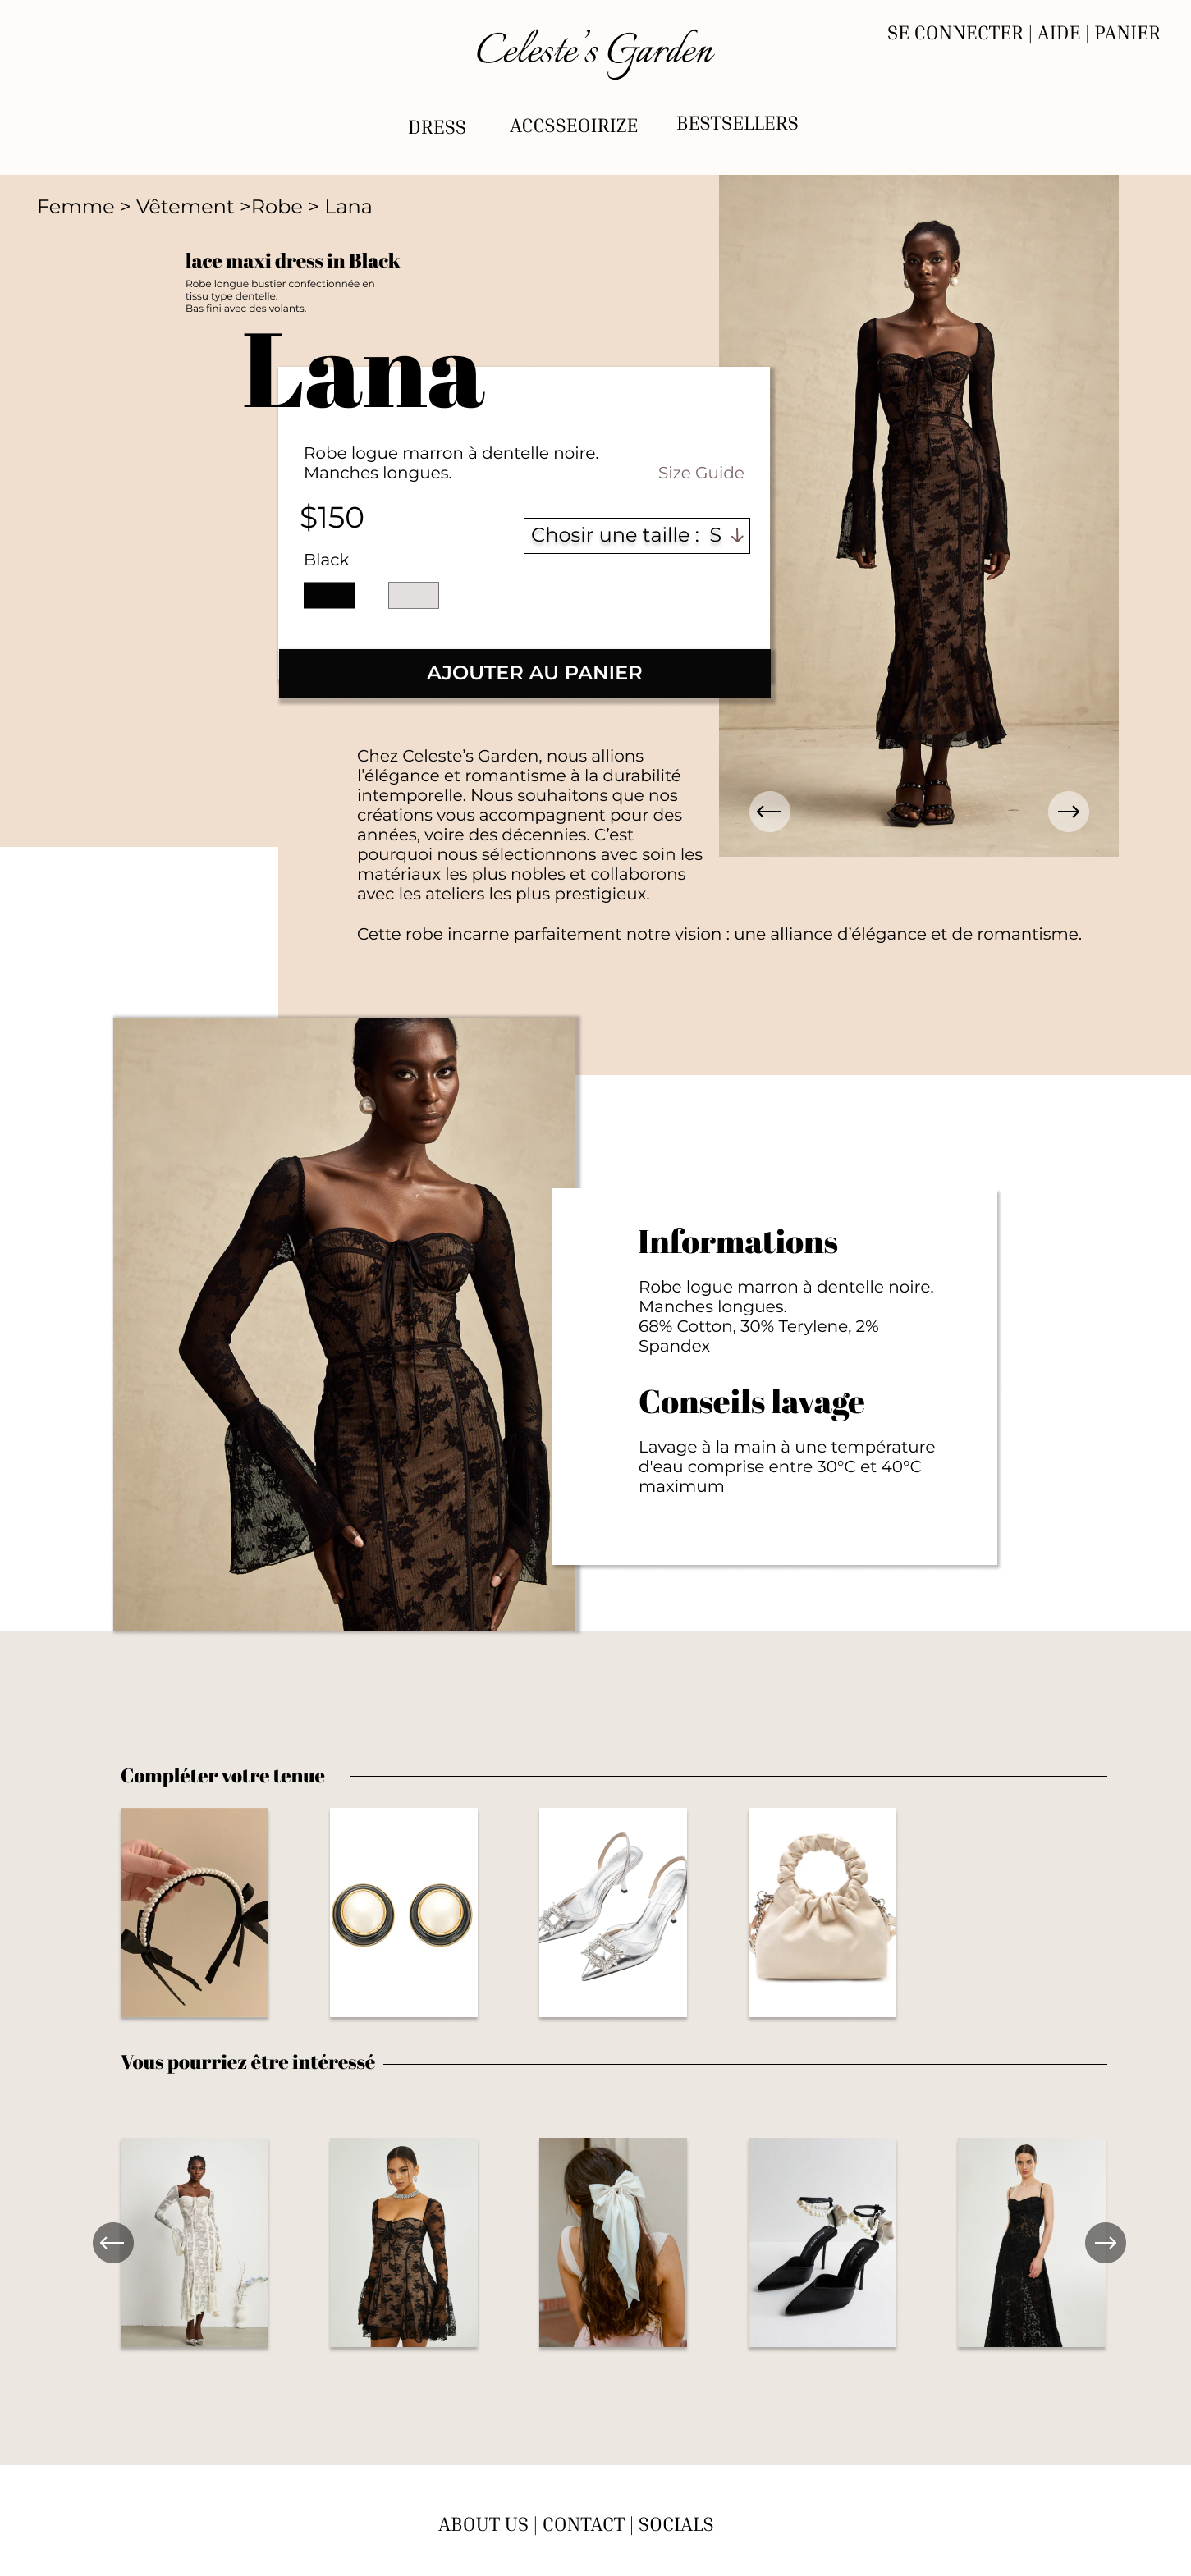 Celeste’s Garden
SE CONNECTER | AIDE | PANIER
DRESS
ACCSSEOIRIZE
BESTSELLERS
Femme > Vêtement >Robe > Lana
lace maxi dress in Black
Robe longue bustier confectionnée en
tissu type dentelle.
Bas fini avec des volants.
Lana
Robe logue marron à dentelle noire.
Manches longues.
Size Guide
$150
Chosir une taille : S
Black
AJOUTER AU PANIER
Chez Celeste’s Garden, nous allions
l’élégance et romantisme à la durabilité
intemporelle. Nous souhaitons que nos
créations vous accompagnent pour des
années, voire des décennies. C’est
pourquoi nous sélectionnons avec soin les
matériaux les plus nobles et collaborons
avec les ateliers les plus prestigieux.
Cette robe incarne parfaitement notre vision : une alliance d’élégance et de romantisme.
Informations
Robe logue marron à dentelle noire.
Manches longues.
68% Cotton, 30% Terylene, 2%
Spandex
Conseils lavage
Lavage à la main à une température
d'eau comprise entre 30°C et 40°C
maximum
Compléter votre tenue
Vous pourriez être intéressé
ABOUT US | CONTACT | SOCIALS